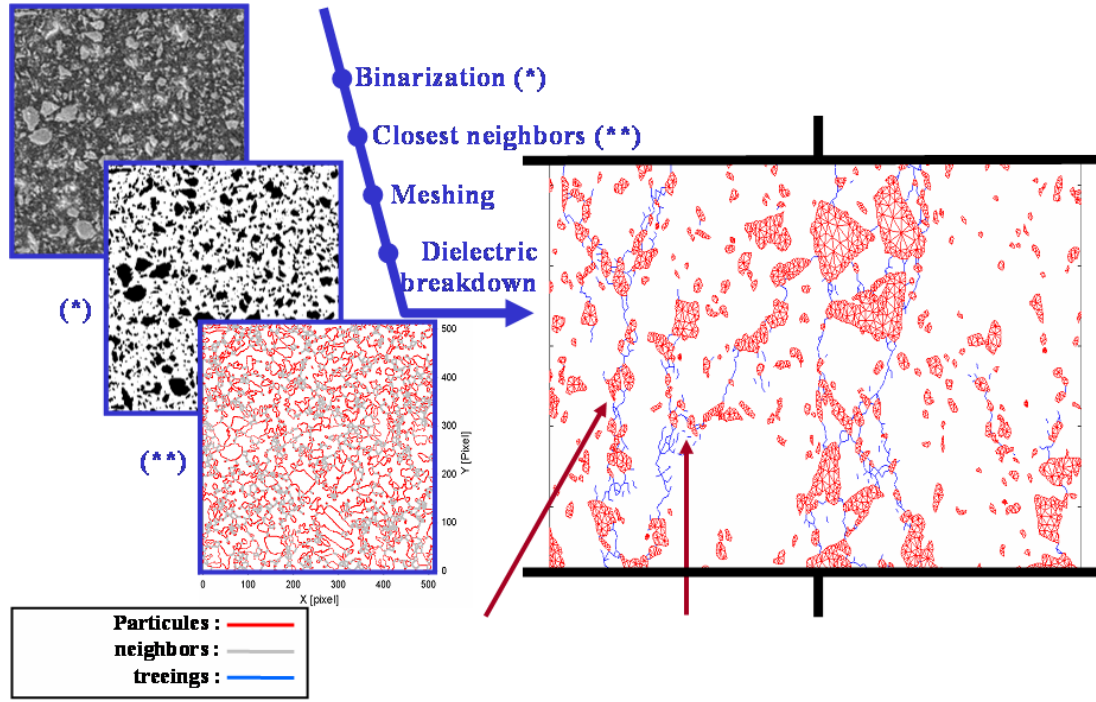 Binarization (*)
Closest neighbors (**)
Meshing
Dielectric
breakdown
(*)
(**)
500
400
300
200
100
0
Y [Pixel]
0 100 200 300 400 500
X [pixel]
Particules :
neighbors :
treeings :